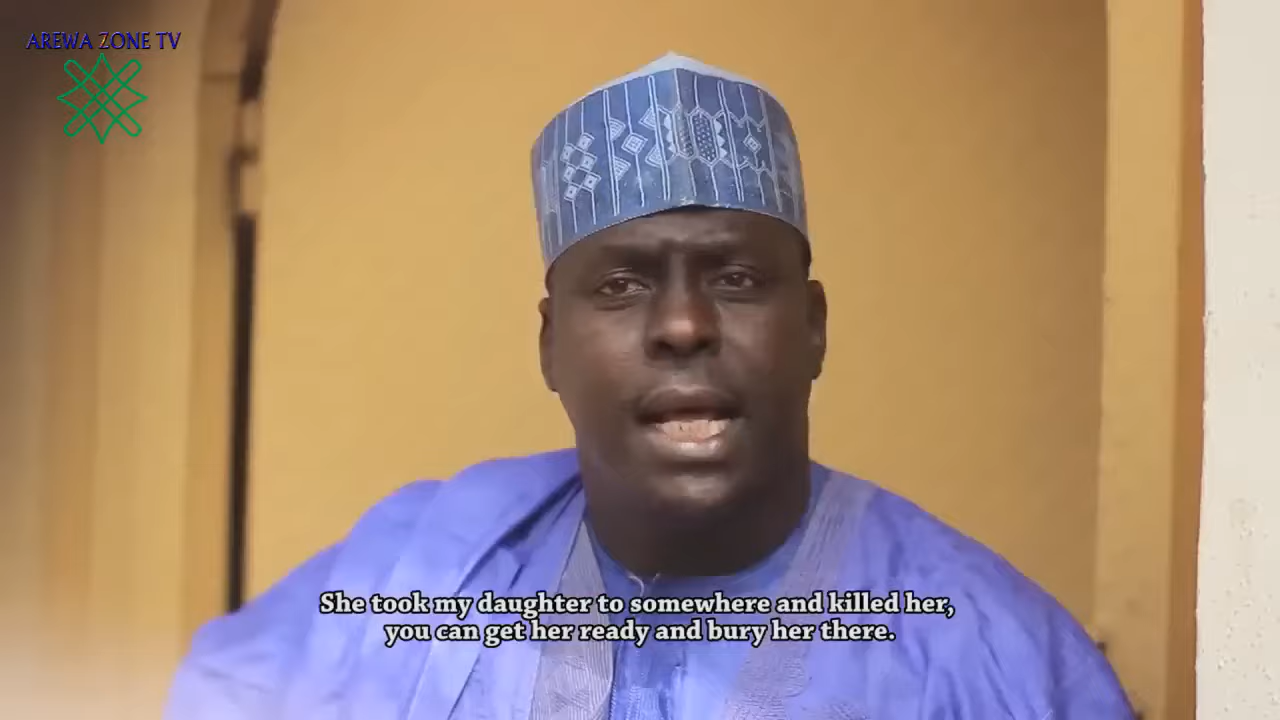 AREWA ZONE TV
She took my daughter to somewhere and killed her,
you can get her ready and bury her there.